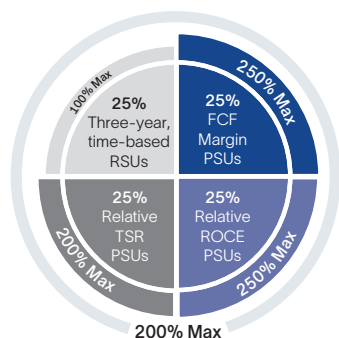 100% Max
25%
Three-year,
time-based
RSUs
250% Max
25%
FCF
Margin
PSUs
200% Max
25%
Relative
TSR
PSUs
250% Max
25%
Relative
ROCE
PSUs
200% Max